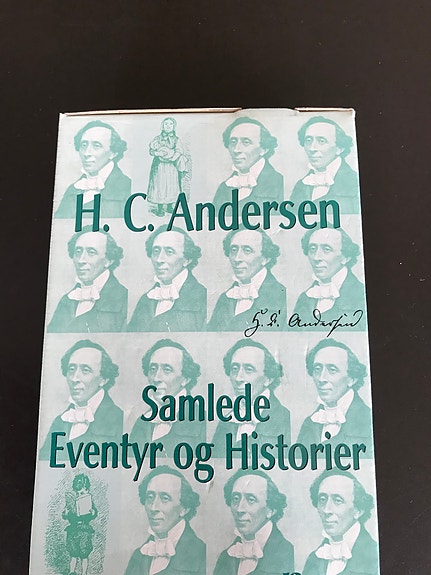 H. C. Andersen
H. C. Andersen
Samlede
Eventyr og Historier